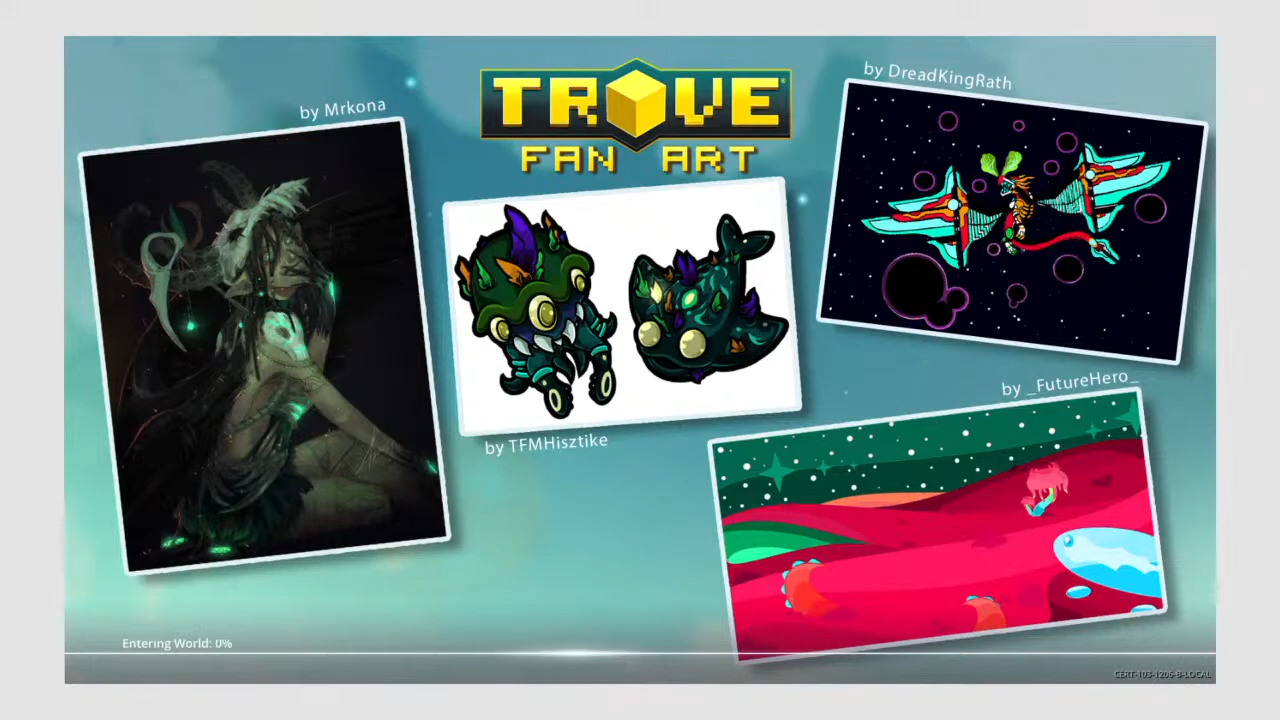 TROVE
FAN ART
by Mrkona
by DreadKingRath
by TFMHisztike
by _FutureHero_
Entering World: 0%
CERT-103-1206-B-LOCAL